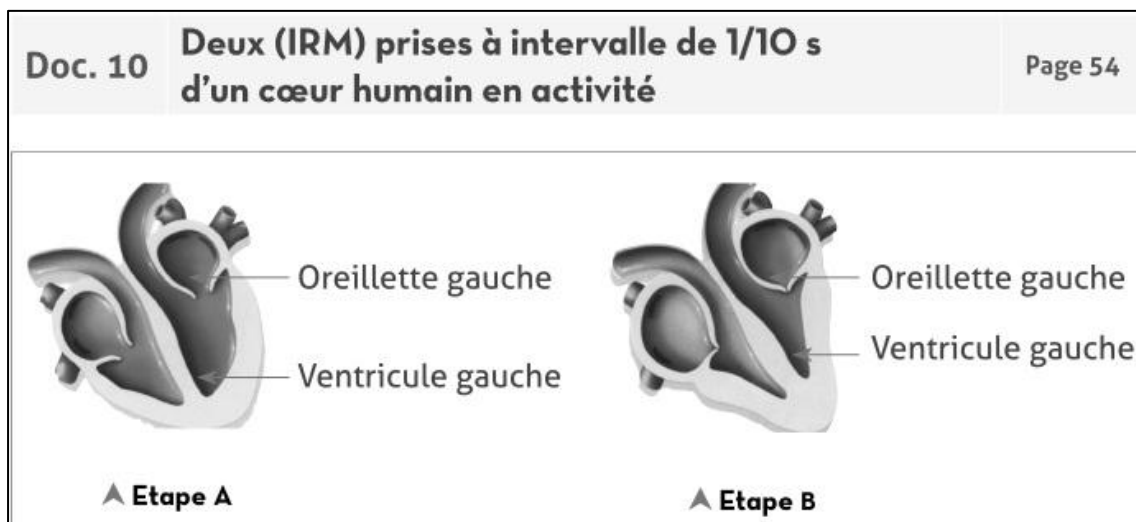 Doc. 10
Deux (IRM) prises à intervalle de 1/10 s
d'un cœur humain en activité
Page 54
Oreillette gauche
Ventricule gauche
Oreillette gauche
Ventricule gauche
Etape A
Etape B